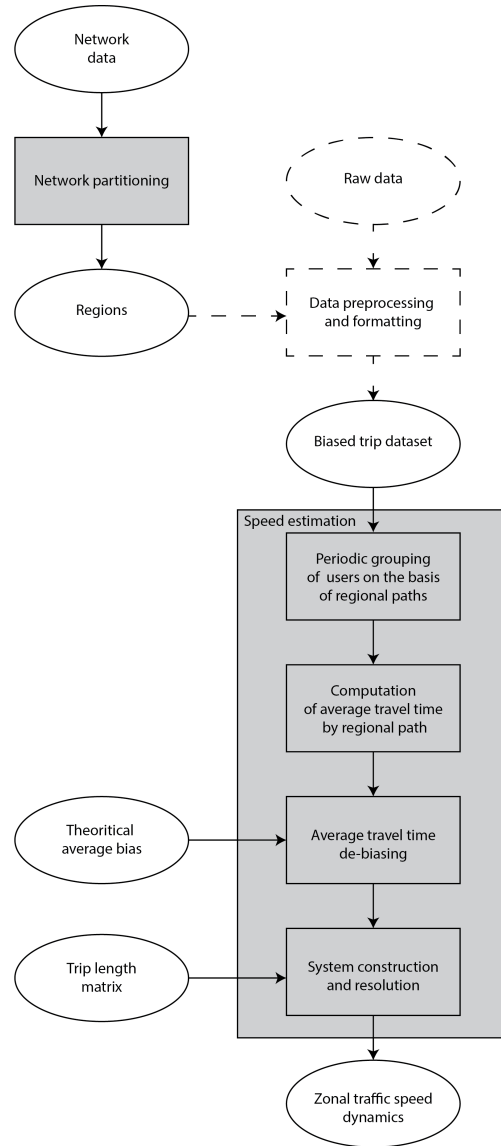 Network
data
Network partitioning
Raw data
Regions
Data preprocessing
and formatting
Biased trip dataset
Speed estimation
Periodic grouping
of users on the basis
of regional paths
Computation
of average travel time
by regional path
Theoritical
average bias
Average travel time
de-biasing
Trip length
matrix
System construction
and resolution
Zonal traffic speed
dynamics